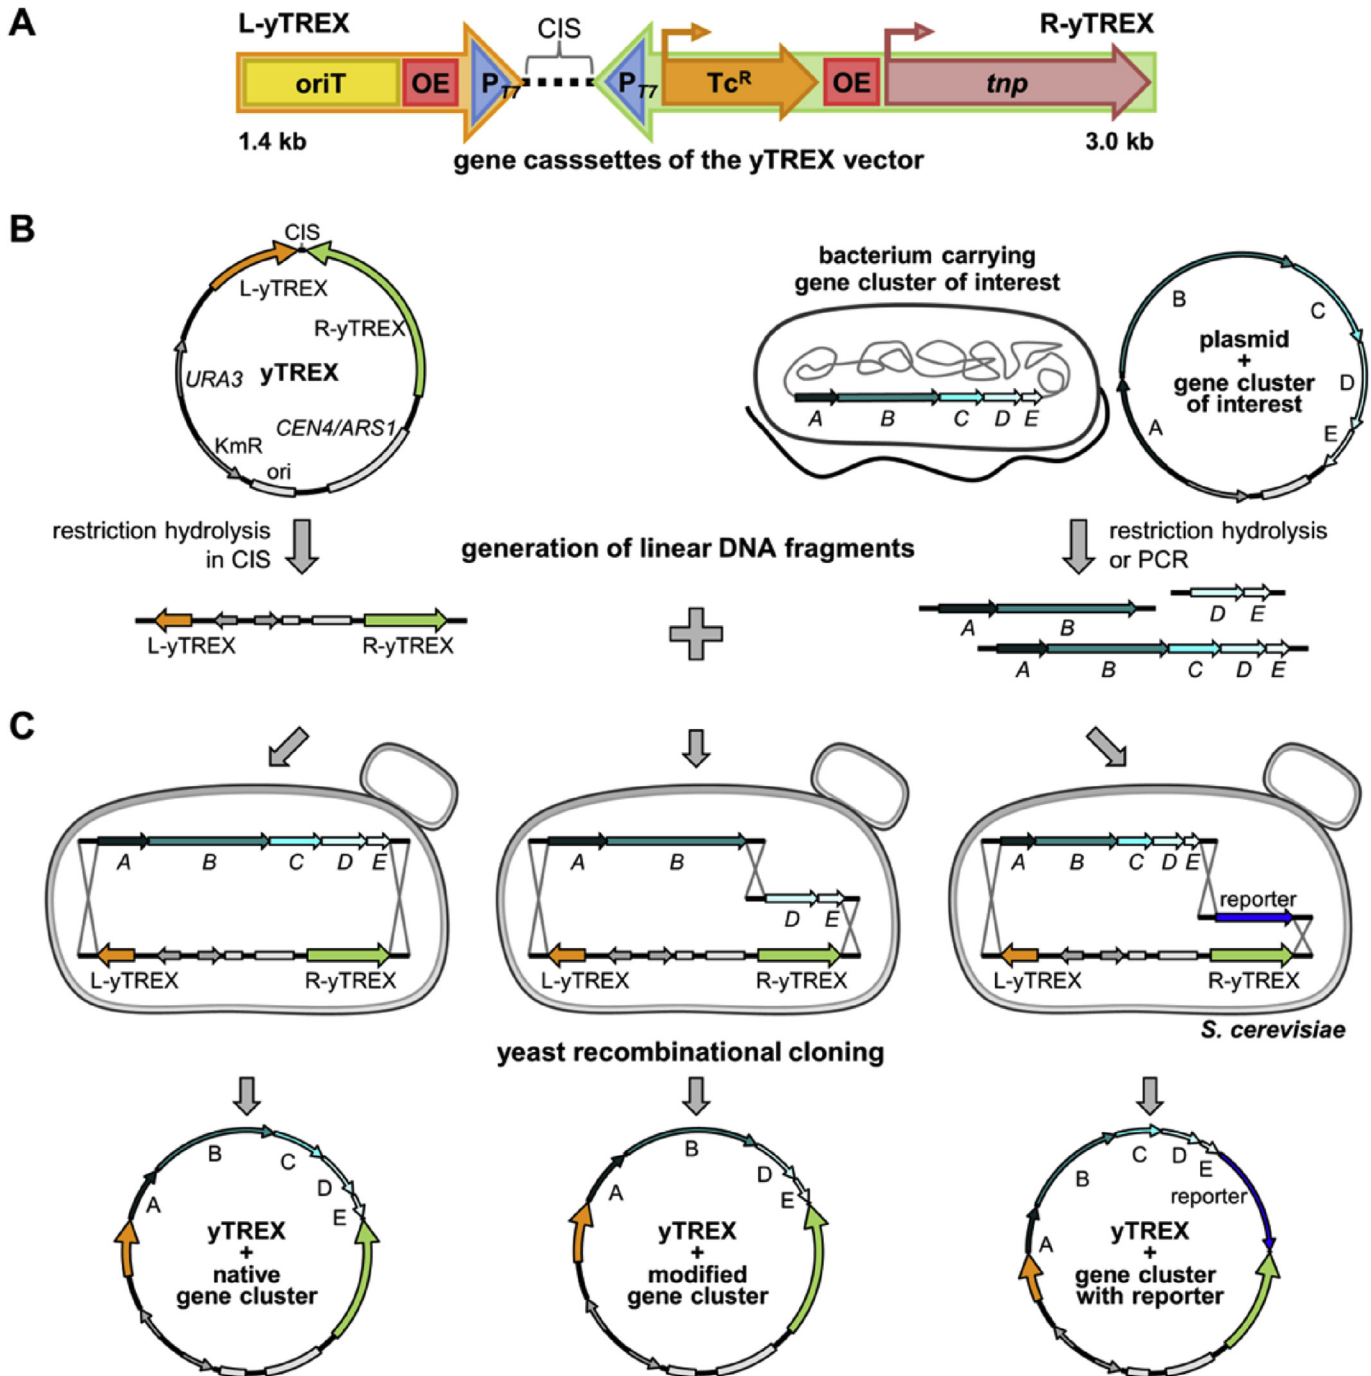 A
L-yTREX
CIS
R-yTREX
oriT
OE
PT7
PT7
TcR
OE
tnp
1.4 kb
3.0 kb
gene casssettes of the yTREX vector
B
CIS
L-yTREX
R-yTREX
URA3
yTREX
CEN4/ARS1
KmR
ori
bacterium carrying
gene cluster of interest
A B C D E
B
C
plasmid
+
gene cluster
of interest
D
A
E
restriction hydrolysis
in CIS
generation of linear DNA fragments
restriction hydrolysis
or PCR
L-yTREX
R-yTREX
A B
D E
A B C D E
C
A B C D E
L-yTREX
R-yTREX
A B
D E
L-yTREX
R-yTREX
A B C D E
reporter
L-yTREX
R-yTREX
S. cerevisiae
yeast recombinational cloning
B
C
D
A
E
yTREX
+
native
gene cluster
B
D
A
E
yTREX
+
modified
gene cluster
C
D
E
B
reporter
A
yTREX
+
gene cluster
with reporter